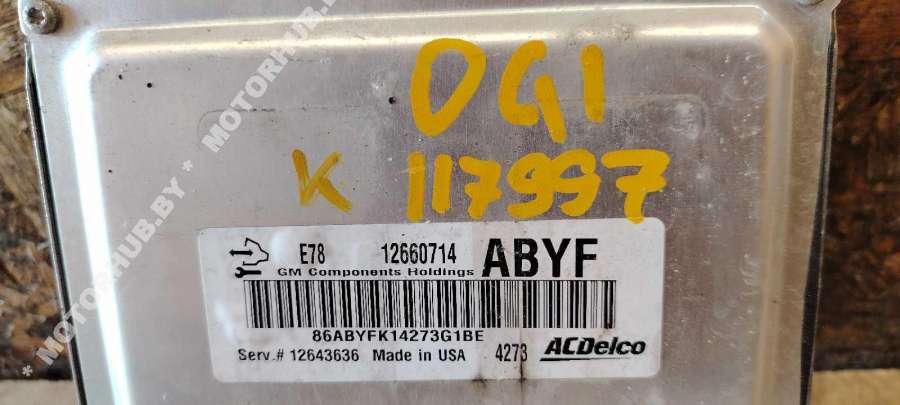 OGI
K 117997
E78 12660714 ABYF
GM Components Holdings
86ABYFK14273G1BE
Serv.# 12643636 Made in USA 4273 ACDelco
* MOTORHUB.BY * MOTORHUB.BY *